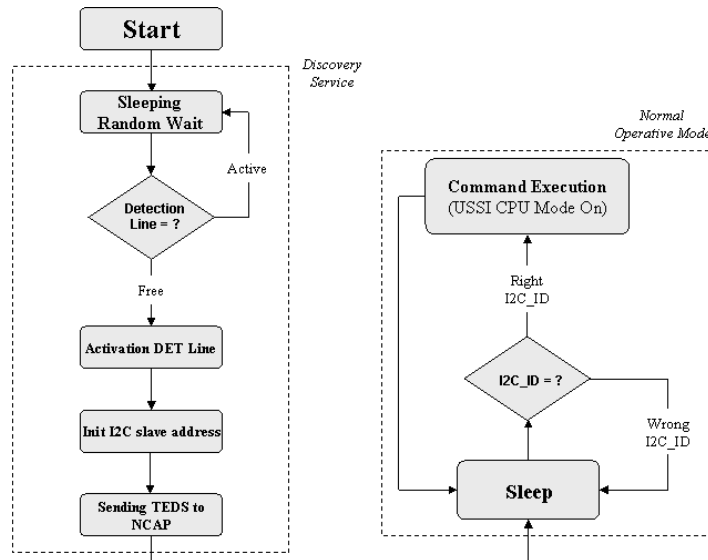 Start
Discovery
Service
Sleeping
Random Wait
Active
Detection
Line = ?
Free
Activation DET Line
Init I2C slave address
Sending TEDS to
NCAP
Normal
Operative Mode
Command Execution
(USSI CPU Mode On)
Right
I2C_ID
I2C_ID = ?
Wrong
I2C_ID
Sleep